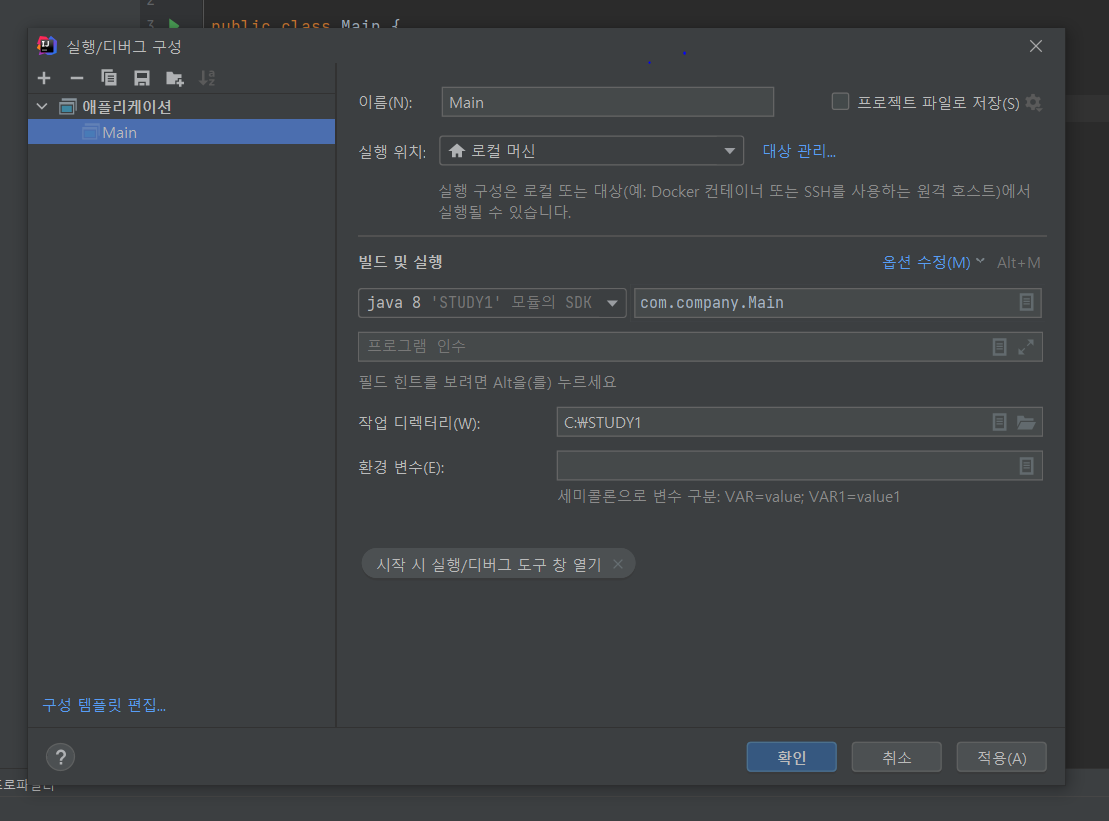 2
3 public class Main {
실행/디버그 구성
애플리케이션
Main
이름(N): Main 프로젝트 파일로 저장(S)
실행 위치: 로컬 머신 대상 관리...
실행 구성은 로컬 또는 대상(예: Docker 컨테이너 또는 SSH를 사용하는 원격 호스트)에서
실행될 수 있습니다.
빌드 및 실행 옵션 수정(M) Alt+M
java 8 'STUDY1' 모듈의 SDK com.company.Main
프로그램 인수
필드 힌트를 보려면 Alt을(를) 누르세요
작업 디렉터리(W): C:₩STUDY1
환경 변수(E):
세미콜론으로 변수 구분: VAR=value; VAR1=value1
시작 시 실행/디버그 도구 창 열기
구성 템플릿 편집...
? 확인 취소 적용(A)